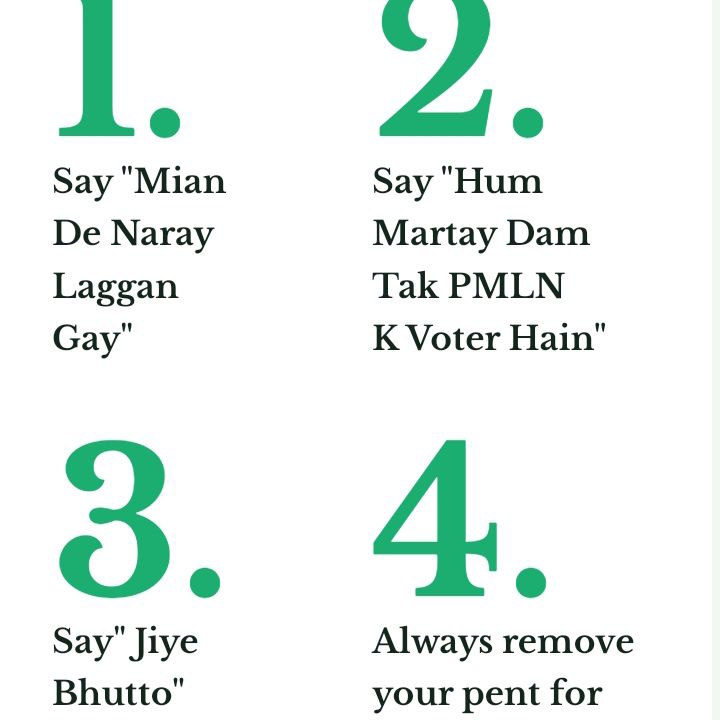 1.
Say "Mian
De Naray
Laggan
Gay"
2.
Say "Hum
Martay Dam
Tak PMLN
K Voter Hain"
3.
Say" Jiye
Bhutto"
4.
Always remove
your pent for